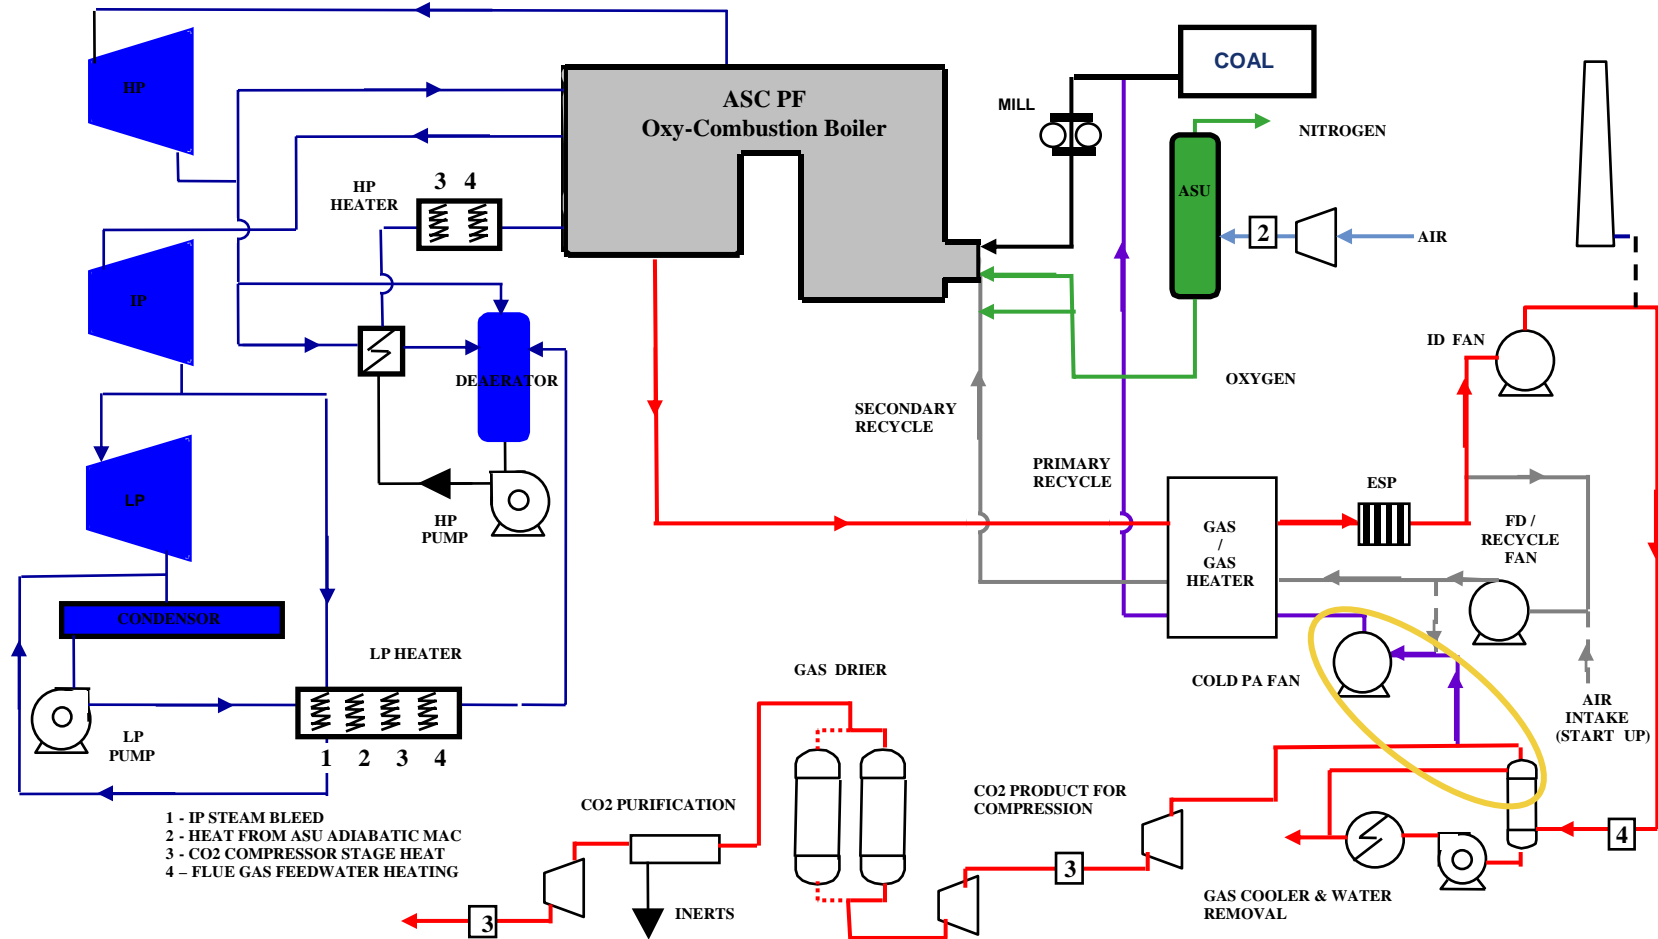 HP
ASC PF
Oxy-Combustion Boiler
COAL
MILL
NITROGEN
ASU
2
AIR
HP
HEATER
3 4
IP
DEAERATOR
ID FAN
OXYGEN
SECONDARY
RECYCLE
PRIMARY
RECYCLE
ESP
LP
HP
PUMP
GAS
/
GAS
HEATER
FD /
RECYCLE
FAN
CONDENSOR
LP HEATER
GAS DRIER
COLD PA FAN
AIR
INTAKE
(START UP)
LP
PUMP
1 2 3 4
CO2 PURIFICATION
CO2 PRODUCT FOR
COMPRESSION
1 - IP STEAM BLEED
2 - HEAT FROM ASU ADIABATIC MAC
3 - CO2 COMPRESSOR STAGE HEAT
4 – FLUE GAS FEEDWATER HEATING
4
3
GAS COOLER & WATER
REMOVAL
INERTS
3